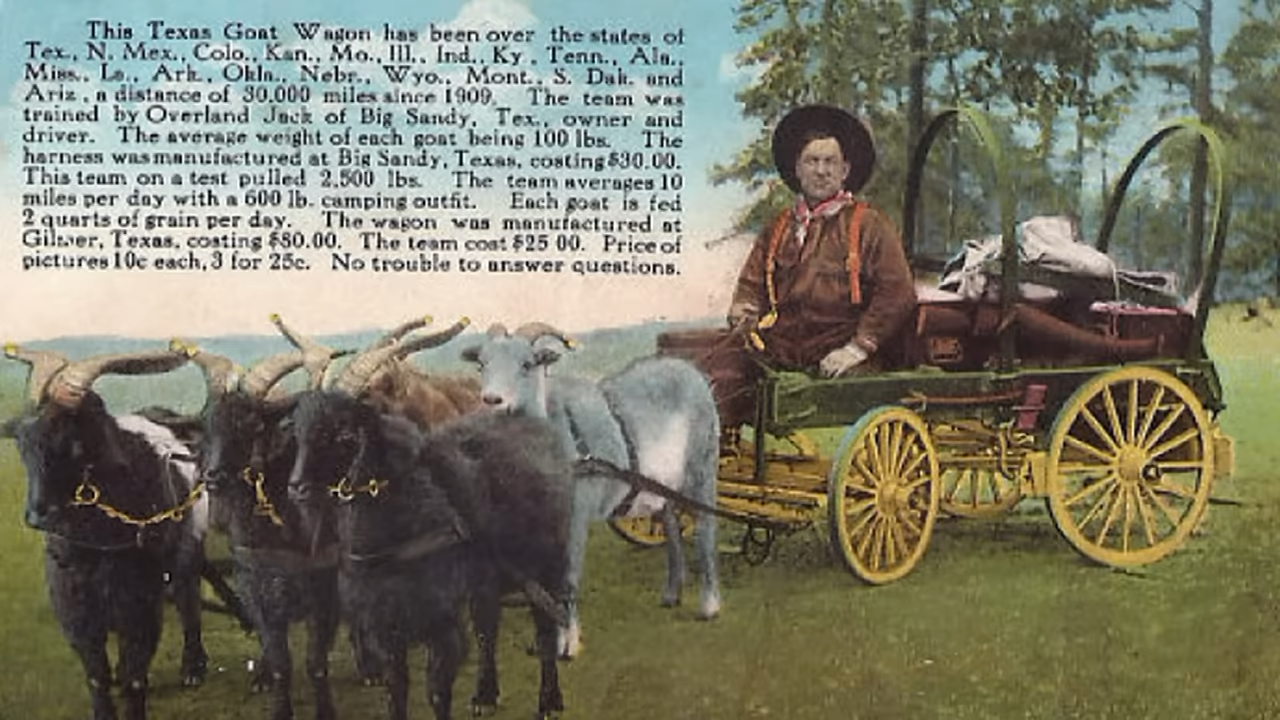 This Texas Goat Wagon has been over the states of
Tex., N. Mex., Colo., Kan., Mo., Ill., Ind., Ky., Tenn., Ala.,
Miss., La., Ark., Okla., Nebr., Wyo., Mont., S. Dak. and
Ariz., a distance of 30,000 miles since 1909. The team was
trained by Overland Jack of Big Sandy, Tex., owner and
driver. The average weight of each goat being 100 lbs. The
harness was manufactured at Big Sandy, Texas, costing $30.00.
This team on a test pulled 2,500 lbs. The team averages 10
miles per day with a 600 lb. camping outfit. Each goat is fed
2 quarts of grain per day. The wagon was manufactured at
Gilmer, Texas, costing $80.00. The team cost $25 00. Price of
pictures 10c each, 3 for 25c. No trouble to answer questions.